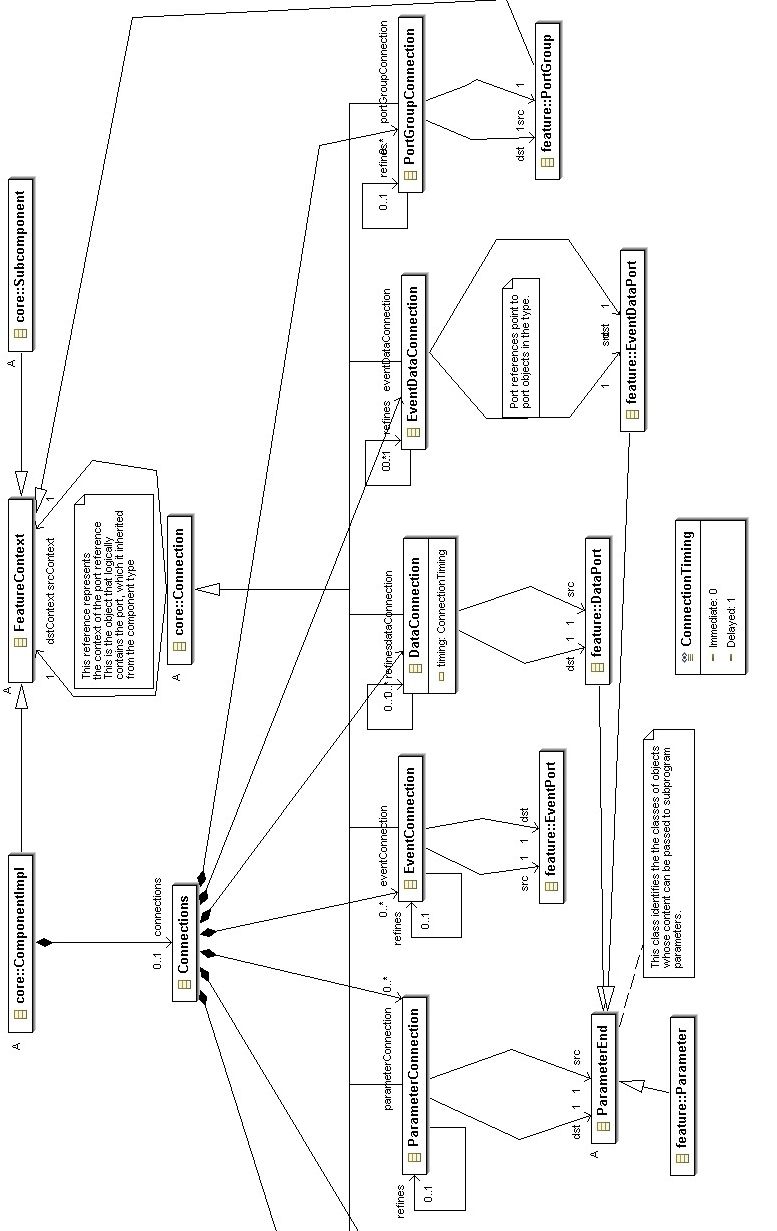 A
core::ComponentImpl
A
FeatureContext
A
core::Subcomponent
1
dstContext
srcContext
1
This reference represents
the context of the port reference
This is the object that logically
contains the port, which it inherited
from the component type
0..1
connections
Connections
A
core::Connection
refines
0..1
parameterConnection
0..*
ParameterConnection
refines
0..1
0..*
eventConnection
EventConnection
0..1
0..*
refines
dataConnection
DataConnection
timing: ConnectionTiming
0..1
0..*
refines
eventDataConnection
EventDataConnection
0..1
refines
0..*
portGroupConnection
PortGroupConnection
dst
1
1
src
A
ParameterEnd
src
1
1
dst
feature::EventPort
dst
1
1
src
feature::DataPort
Port references point to
port objects in the type.
1
src
dst
1
feature::EventDataPort
dst
1
src
1
feature::PortGroup
feature::Parameter
This class identifies the the classes of objects
whose content can be passed to subprogram
parameters.
ConnectionTiming
Immediate: 0
Delayed: 1